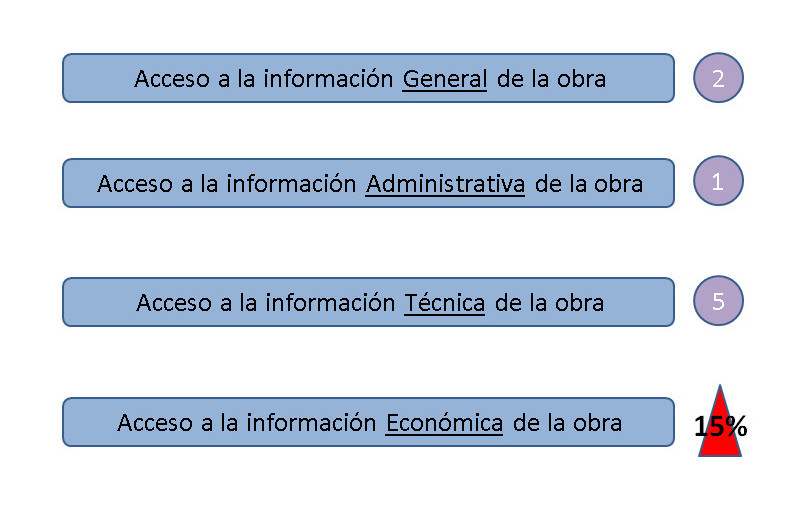 Acceso a la información General de la obra 2
Acceso a la información Administrativa de la obra 1
Acceso a la información Técnica de la obra 5
Acceso a la información Económica de la obra 15%